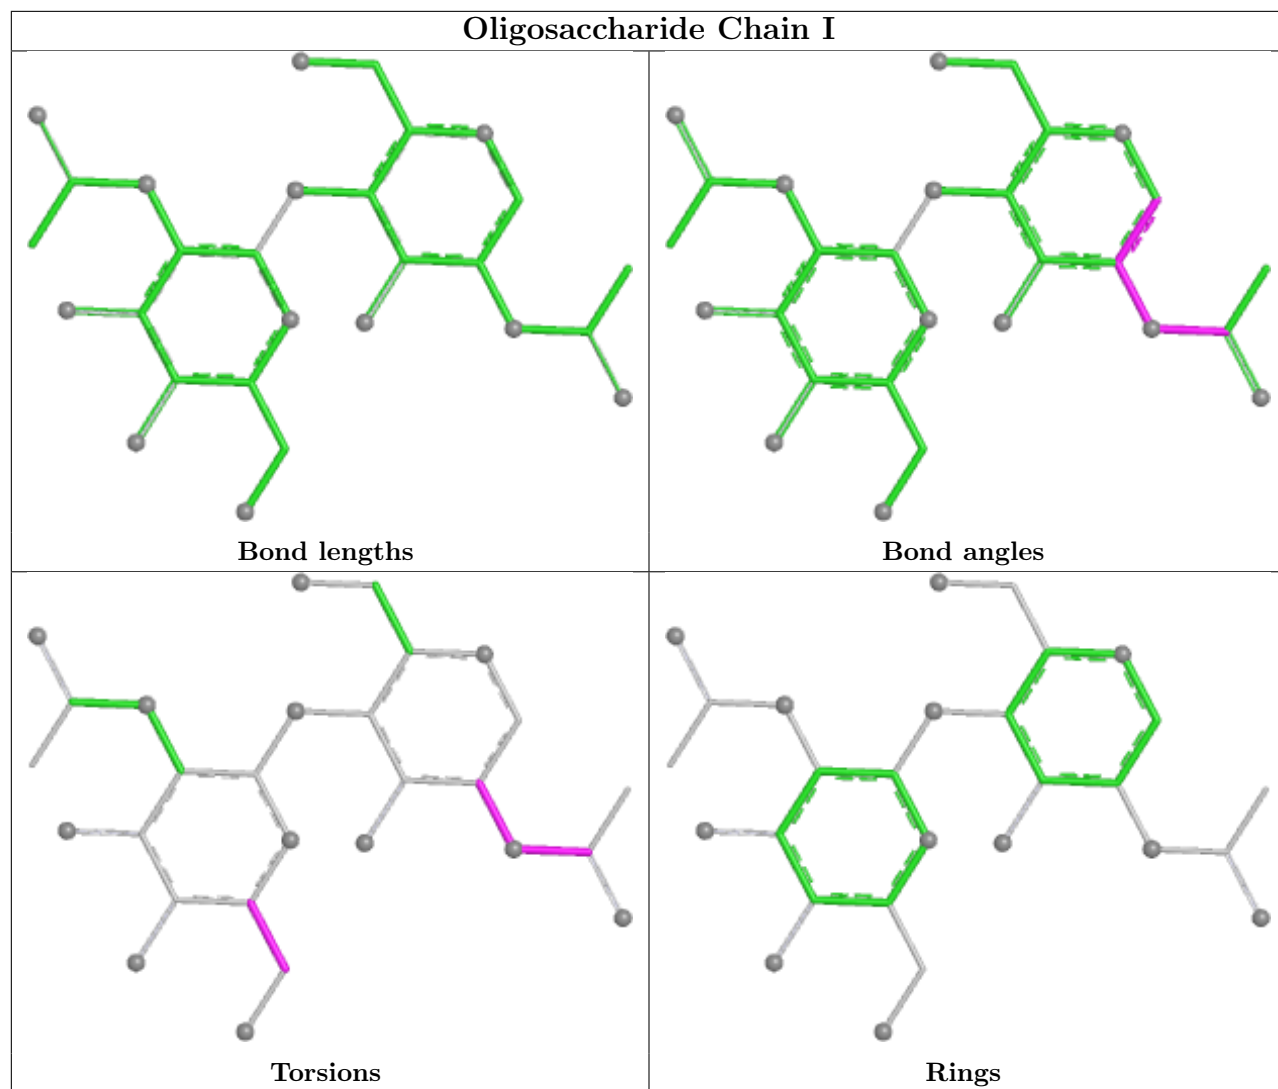 Oligosaccharide Chain I
Bond lengths
Bond angles
Torsions
Rings